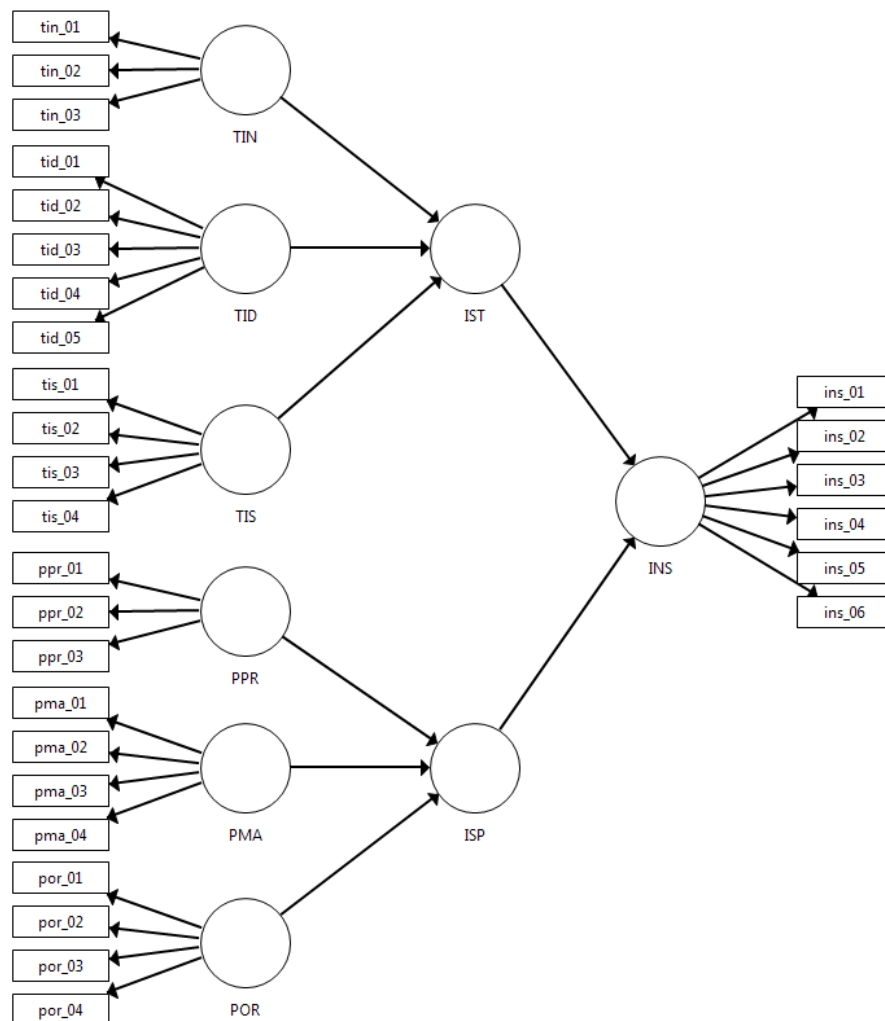 tin_01
tin_02
tin_03
TIN
tid_01
tid_02
tid_03
tid_04
tid_05
TID
IST
tis_01
tis_02
tis_03
tis_04
TIS
ins_01
ins_02
ins_03
ins_04
ins_05
ins_06
INS
ppr_01
ppr_02
ppr_03
PPR
pma_01
pma_02
pma_03
pma_04
PMA
ISP
por_01
por_02
por_03
por_04
POR